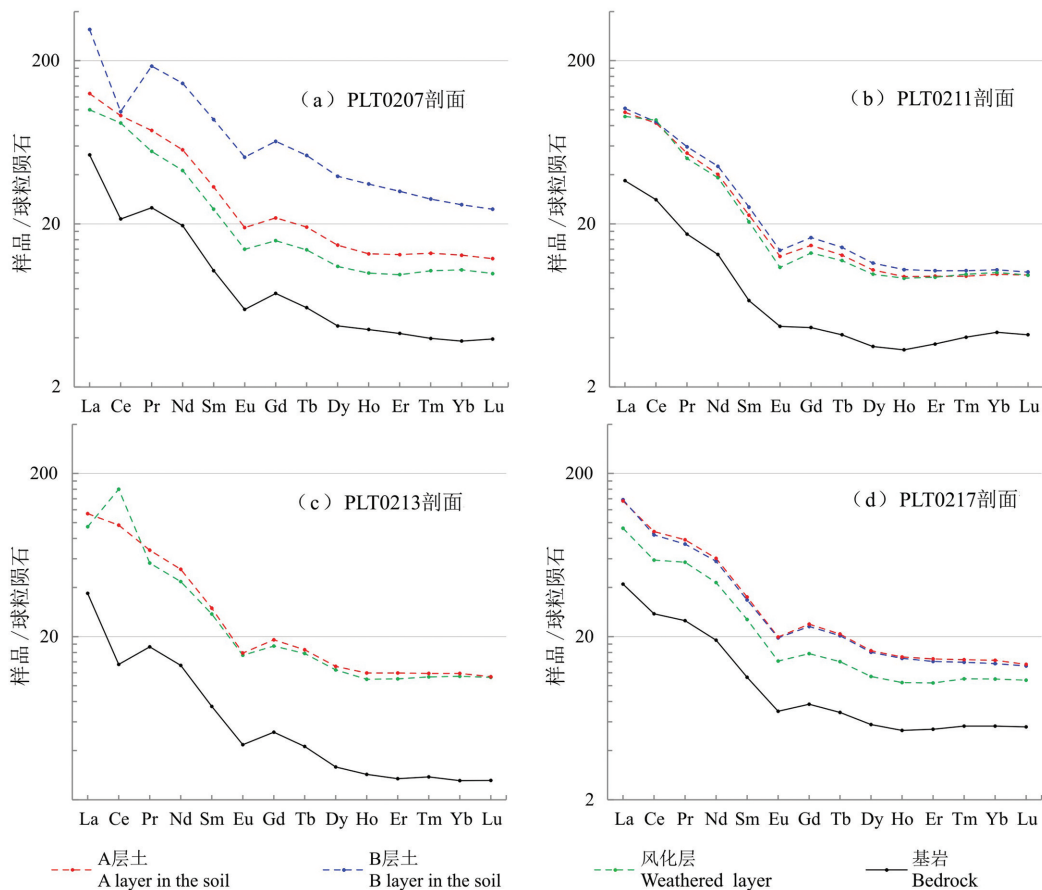 200
20
2
样品/球粒陨石
（a）PLT0207剖面
La Ce Pr Nd Sm Eu Gd Tb Dy Ho Er Tm Yb Lu
200
20
2
样品/球粒陨石
（b）PLT0211剖面
La Ce Pr Nd Sm Eu Gd Tb Dy Ho Er Tm Yb Lu
200
20
样品/球粒陨石
（c）PLT0213剖面
La Ce Pr Nd Sm Eu Gd Tb Dy Ho Er Tm Yb Lu
200
20
2
样品/球粒陨石
（d）PLT0217剖面
La Ce Pr Nd Sm Eu Gd Tb Dy Ho Er Tm Yb Lu
A层土
A layer in the soil
B层土
B layer in the soil
风化层
Weathered layer
基岩
Bedrock